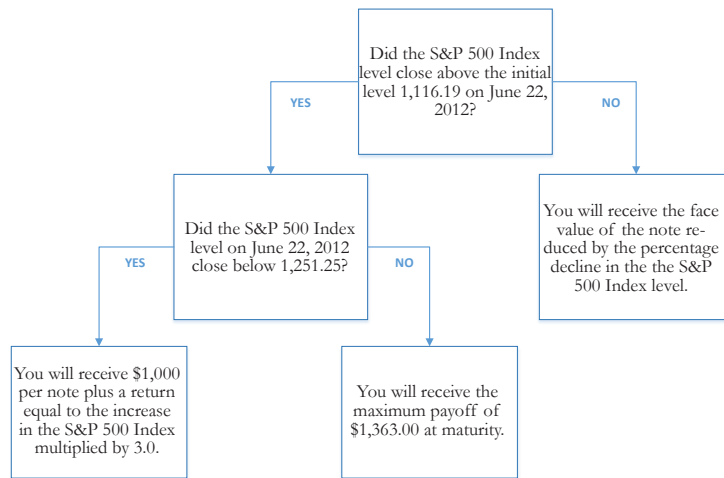 Did the S&P 500 Index
level close above the initial
level 1,116.19 on June 22,
2012?
YES
NO
Did the S&P 500 Index
level on June 22, 2012
close below 1,251.25?
You will receive the face
value of the note re-
duced by the percentage
decline in the the S&P
500 Index level.
YES
NO
You will receive $1,000
per note plus a return
equal to the increase
in the S&P 500 Index
multiplied by 3.0.
You will receive the
maximum payoff of
$1,363.00 at maturity.